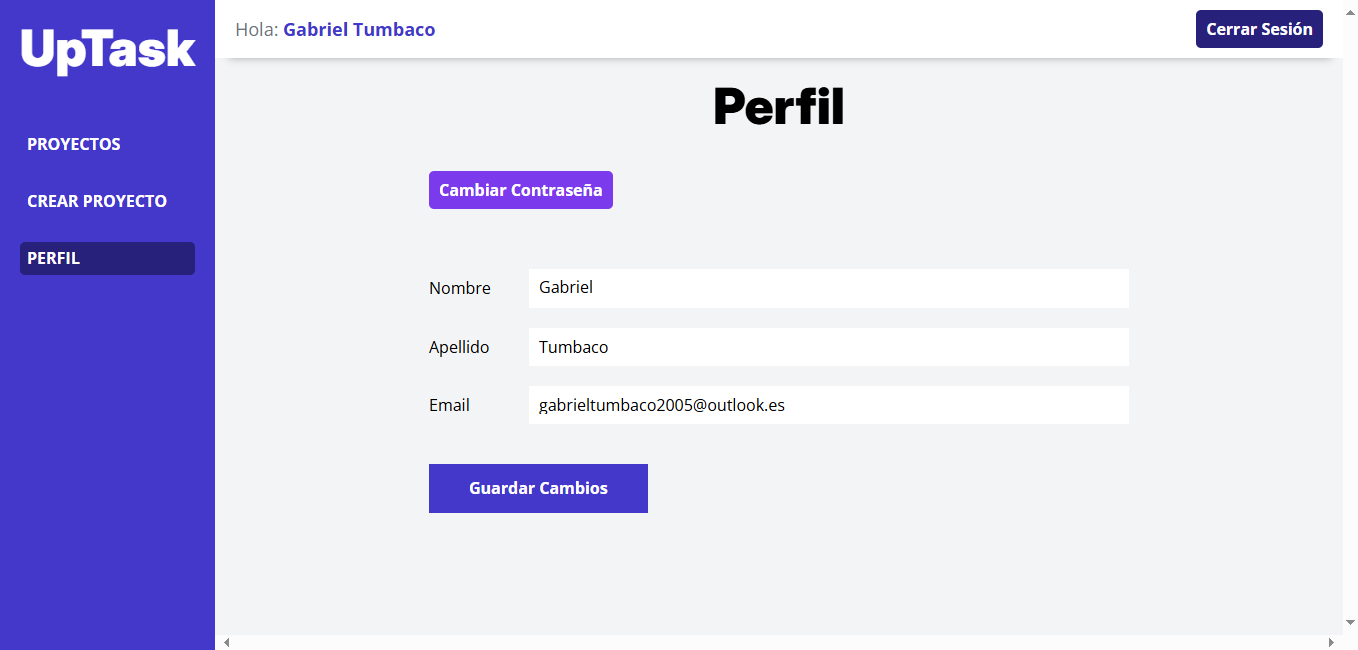 UpTask
Hola: Gabriel Tumbaco
Cerrar Sesión
PROYECTOS
CREAR PROYECTO
PERFIL
Perfil
Cambiar Contraseña
Nombre Gabriel
Apellido Tumbaco
Email gabrieltumbaco2005@outlook.es
Guardar Cambios